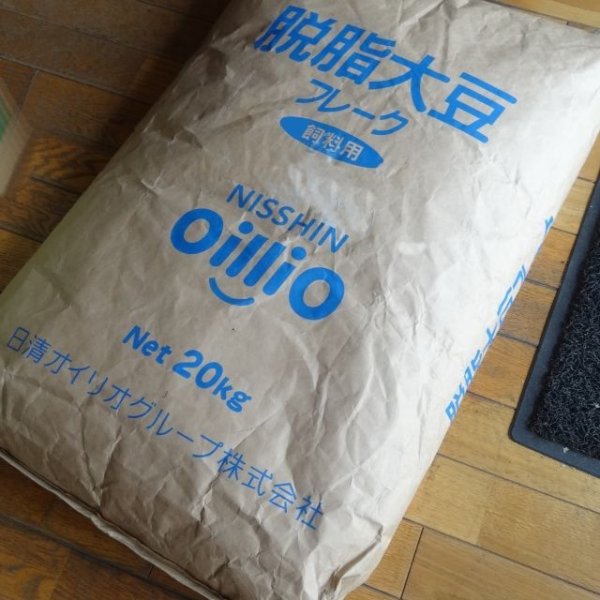 脱脂大豆
フレーク
飼料用
NISSHIN
OilliO
Net 20kg
日清オイリオグループ株式会社